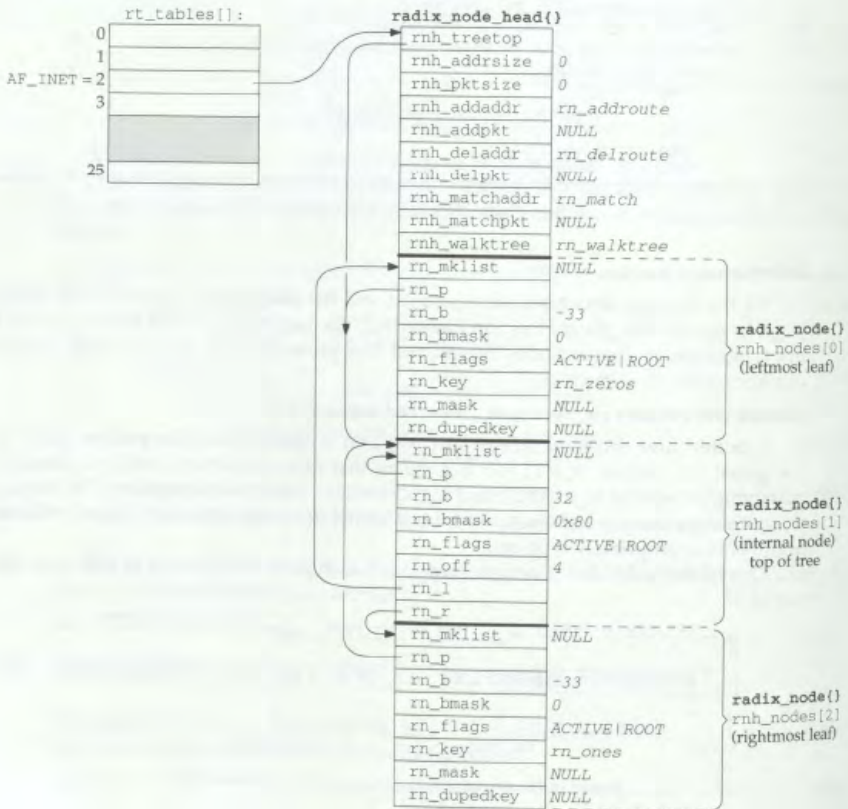 rt_tables[]:
0
1
AF_INET = 2
3
25
radix_node_head{}
rnh_treetop
rnh_addrsize 0
rnh_pktsize 0
rnh_addaddr rn_addroute
rnh_addpkt NULL
rnh_deladdr rn_delroute
rnh_delpkt NULL
rnh_matchaddr rn_match
rnh_matchpkt NULL
rnh_walktree rn_walktree
rn_mklist NULL
rn_p
rn_b -33
rn_bmask 0
rn_flags ACTIVE|ROOT
rn_key rn_zeros
rn_mask NULL
rn_dupedkey NULL
radix_node{}
rnh_nodes[0]
(leftmost leaf)
rn_mklist NULL
rn_p
rn_b 32
rn_bmask 0x80
rn_flags ACTIVE|ROOT
rn_off 4
rn_l
rn_r
radix_node{}
rnh_nodes[1]
(internal node)
top of tree
rn_mklist NULL
rn_p
rn_b -33
rn_bmask 0
rn_flags ACTIVE|ROOT
rn_key rn_ones
rn_mask NULL
rn_dupedkey NULL
radix_node{}
rnh_nodes[2]
(rightmost leaf)